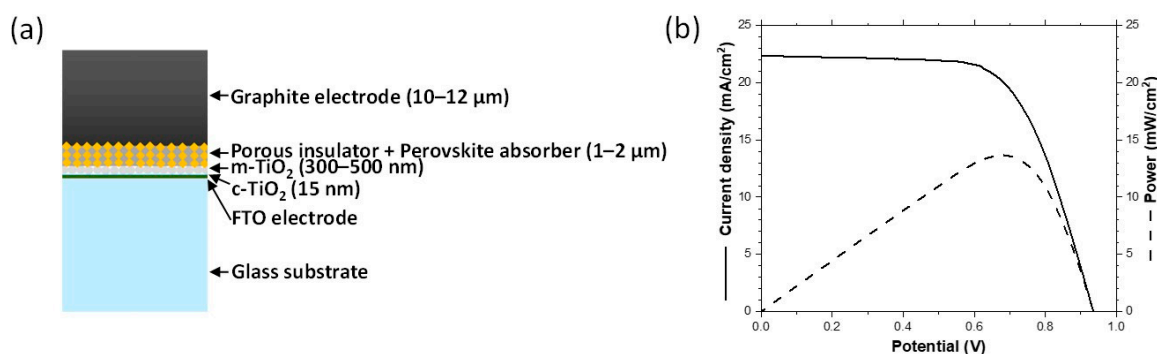 (a)
Graphite electrode (10–12 µm)
Porous insulator + Perovskite absorber (1–2 µm)
m-TiO2 (300–500 nm)
c-TiO2 (15 nm)
FTO electrode
Glass substrate
(b)
25
20
15
10
5
0
Current density (mA/cm2)
0.0
0.2
0.4
0.6
0.8
1.0
Potential (V)
25
20
15
10
5
0
Power (mW/cm2)